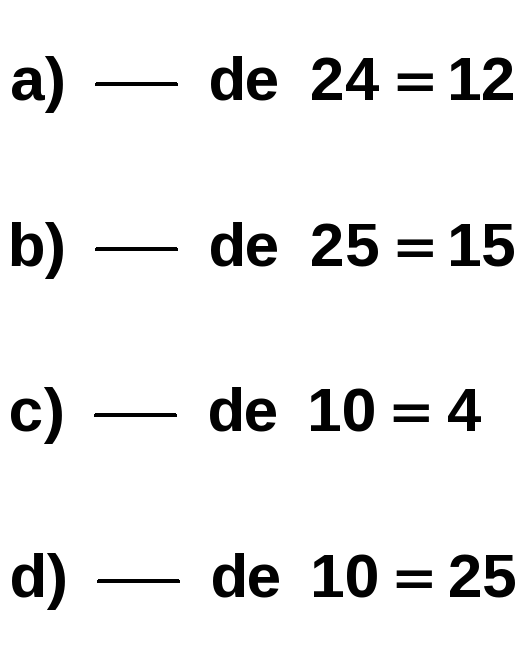 a) — de 24 = 12
b) — de 25 = 15
c) — de 10 = 4
d) — de 10 = 25